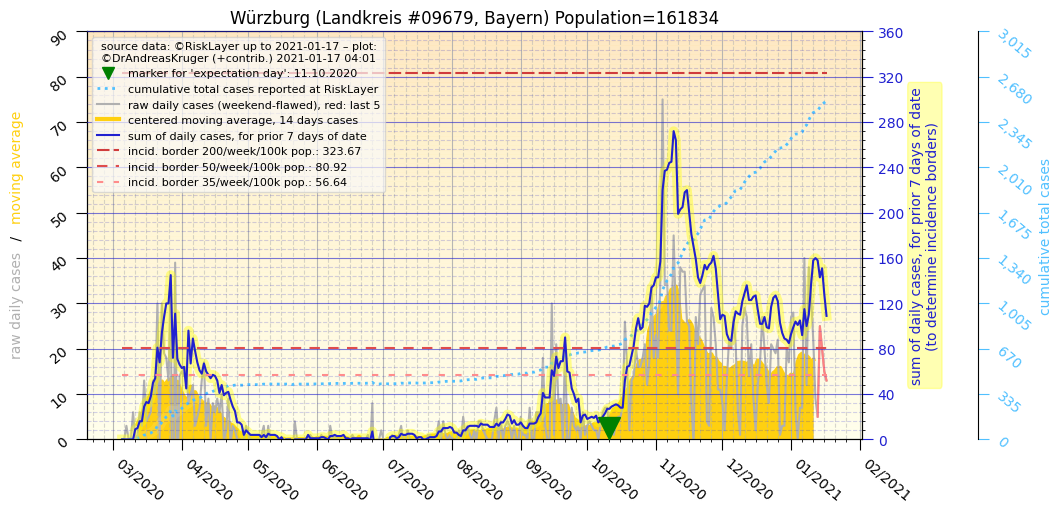 Würzburg (Landkreis #09679, Bayern) Population=161834
source data: ©RiskLayer up to 2021-01-17 – plot:
©DrAndreasKruger (+contrib.) 2021-01-17 04:01
marker for 'expectation day': 11.10.2020
cumulative total cases reported at RiskLayer
raw daily cases (weekend-flawed), red: last 5
centered moving average, 14 days cases
sum of daily cases, for prior 7 days of date
incid. border 200/week/100k pop.: 323.67
incid. border 50/week/100k pop.: 80.92
incid. border 35/week/100k pop.: 56.64
raw daily cases / moving average
90
80
70
60
50
40
30
20
10
0
03/2020
04/2020
05/2020
06/2020
07/2020
08/2020
09/2020
10/2020
11/2020
12/2020
01/2021
02/2021
360
320
280
240
200
160
120
80
40
0
sum of daily cases, for prior 7 days of date
(to determine incidence borders)
3,015
2,680
2,345
2,010
1,675
1,340
1,005
670
335
0
cumulative total cases